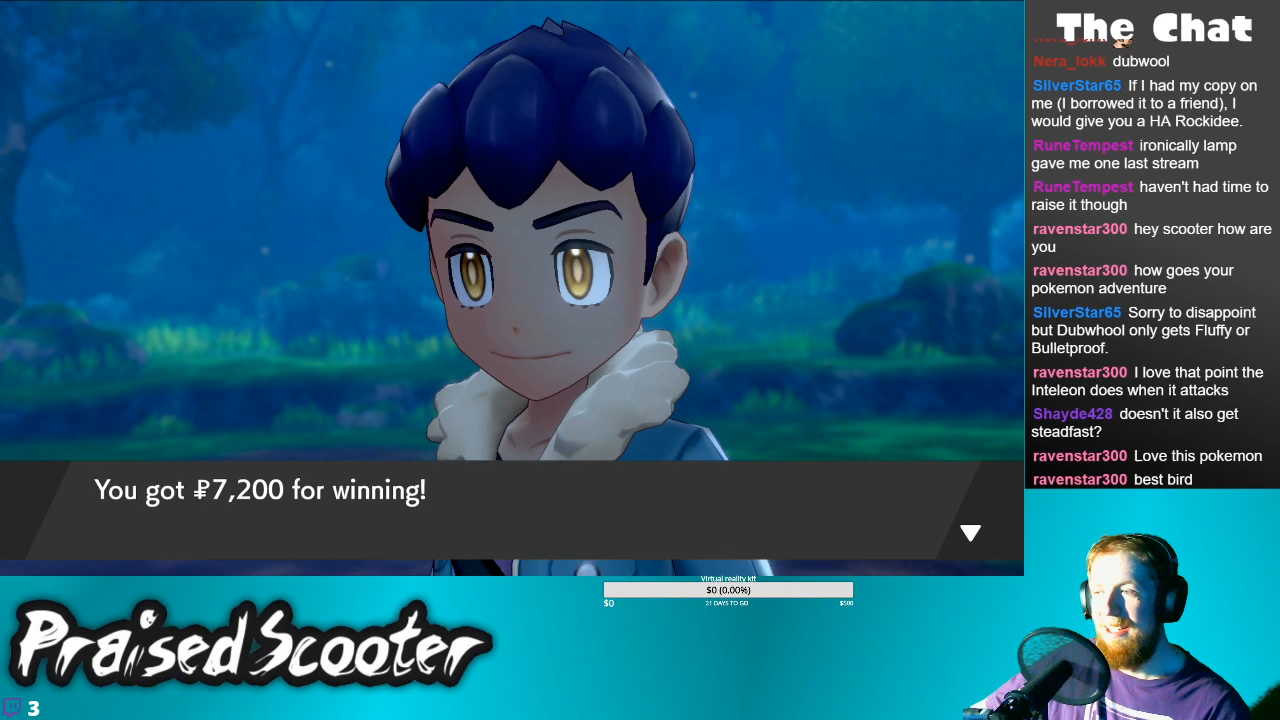 You got ₽7,200 for winning!
The Chat
Nera_lokk dubwool
SilverStar65 If I had my copy on
me (I borrowed it to a friend), I
would give you a HA Rockidee.
RuneTempest ironically lamp
gave me one last stream
RuneTempest haven't had time to
raise it though
ravenstar300 hey scooter how are
you
ravenstar300 how goes your
pokemon adventure
SilverStar65 Sorry to disappoint
but Dubwhool only gets Fluffy or
Bulletproof.
ravenstar300 I love that point the
Inteleon does when it attacks
Shayde428 doesn't it also get
steadfast?
ravenstar300 Love this pokemon
ravenstar300 best bird
Virtual reality kit
$0 (0.00%)
$0 21 DAYS TO GO $500
Praised Scooter
3